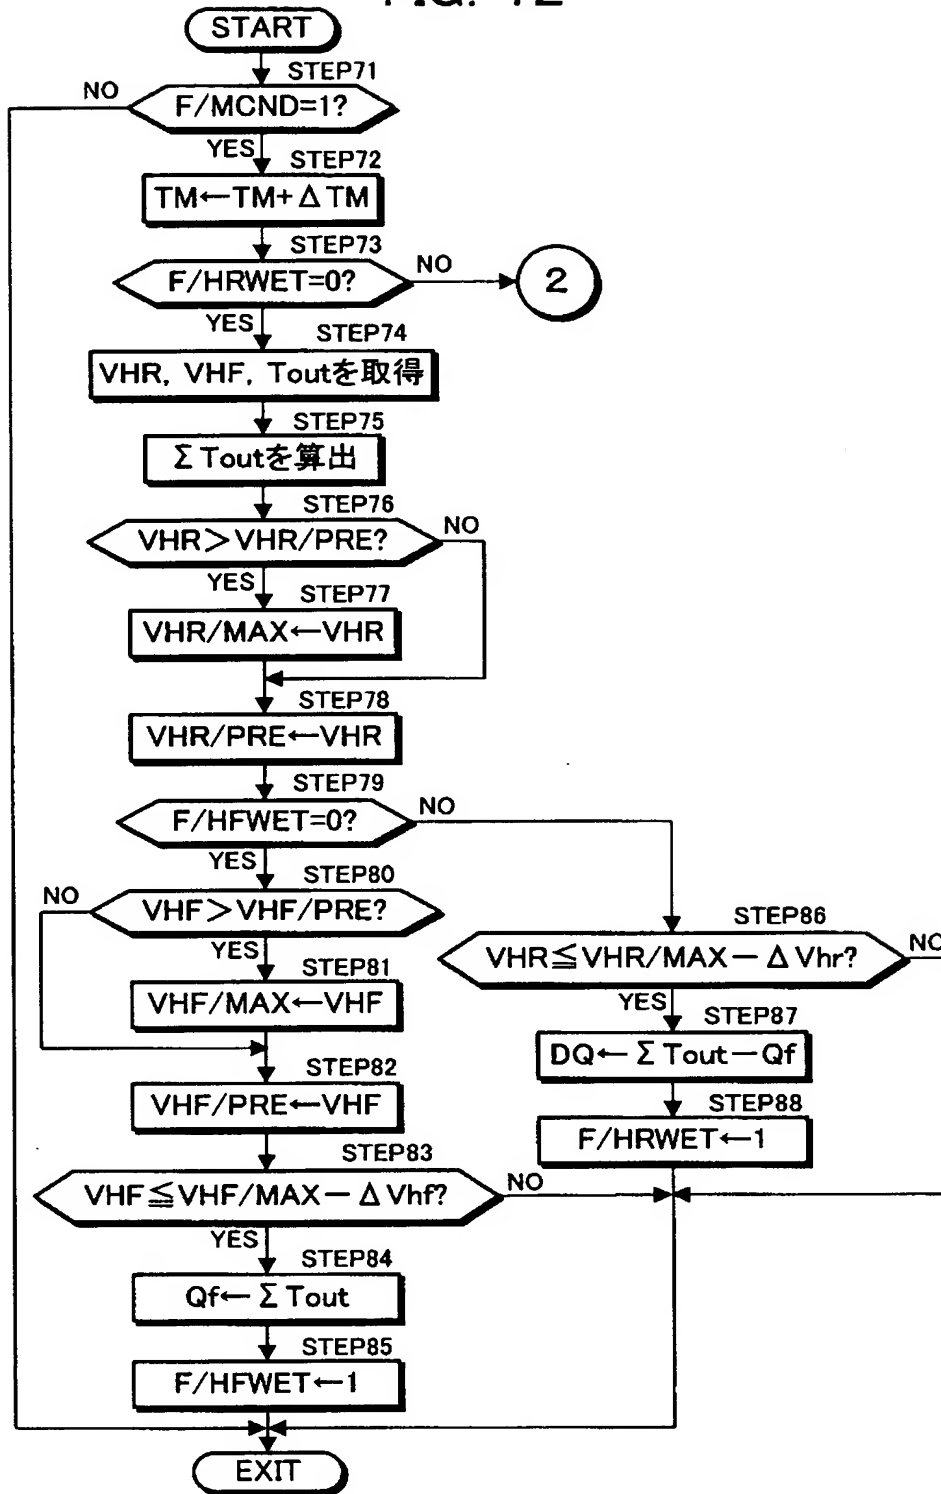 FIG. 12
START
STEP71
NO
F/MCND=1?
YES
STEP72
TM←TM+ΔTM
STEP73
F/HRWET=0?
NO
2
YES
STEP74
VHR, VHF, Toutを取得
STEP75
ΣToutを算出
STEP76
VHR>VHR/PRE?
NO
YES
STEP77
VHR/MAX←VHR
STEP78
VHR/PRE←VHR
STEP79
F/HFWET=0?
NO
YES
STEP80
NO
VHF>VHF/PRE?
YES
STEP81
VHF/MAX←VHF
STEP82
VHF/PRE←VHF
STEP83
VHF≦VHF/MAX−ΔVhf?
NO
YES
STEP84
Qf←ΣTout
STEP85
F/HFWET←1
STEP86
VHR≦VHR/MAX−ΔVhr?
NO
YES
STEP87
DQ←ΣTout−Qf
STEP88
F/HRWET←1
EXIT